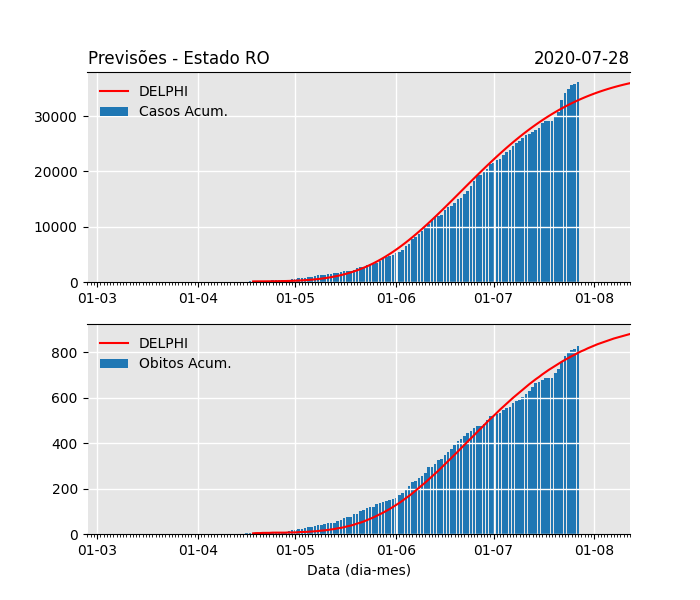 Previsões - Estado RO 2020-07-28
DELPHI
Casos Acum.
30000
20000
10000
0
01-03 01-04 01-05 01-06 01-07 01-08
DELPHI
Obitos Acum.
800
600
400
200
0
01-03 01-04 01-05 01-06 01-07 01-08
Data (dia-mes)